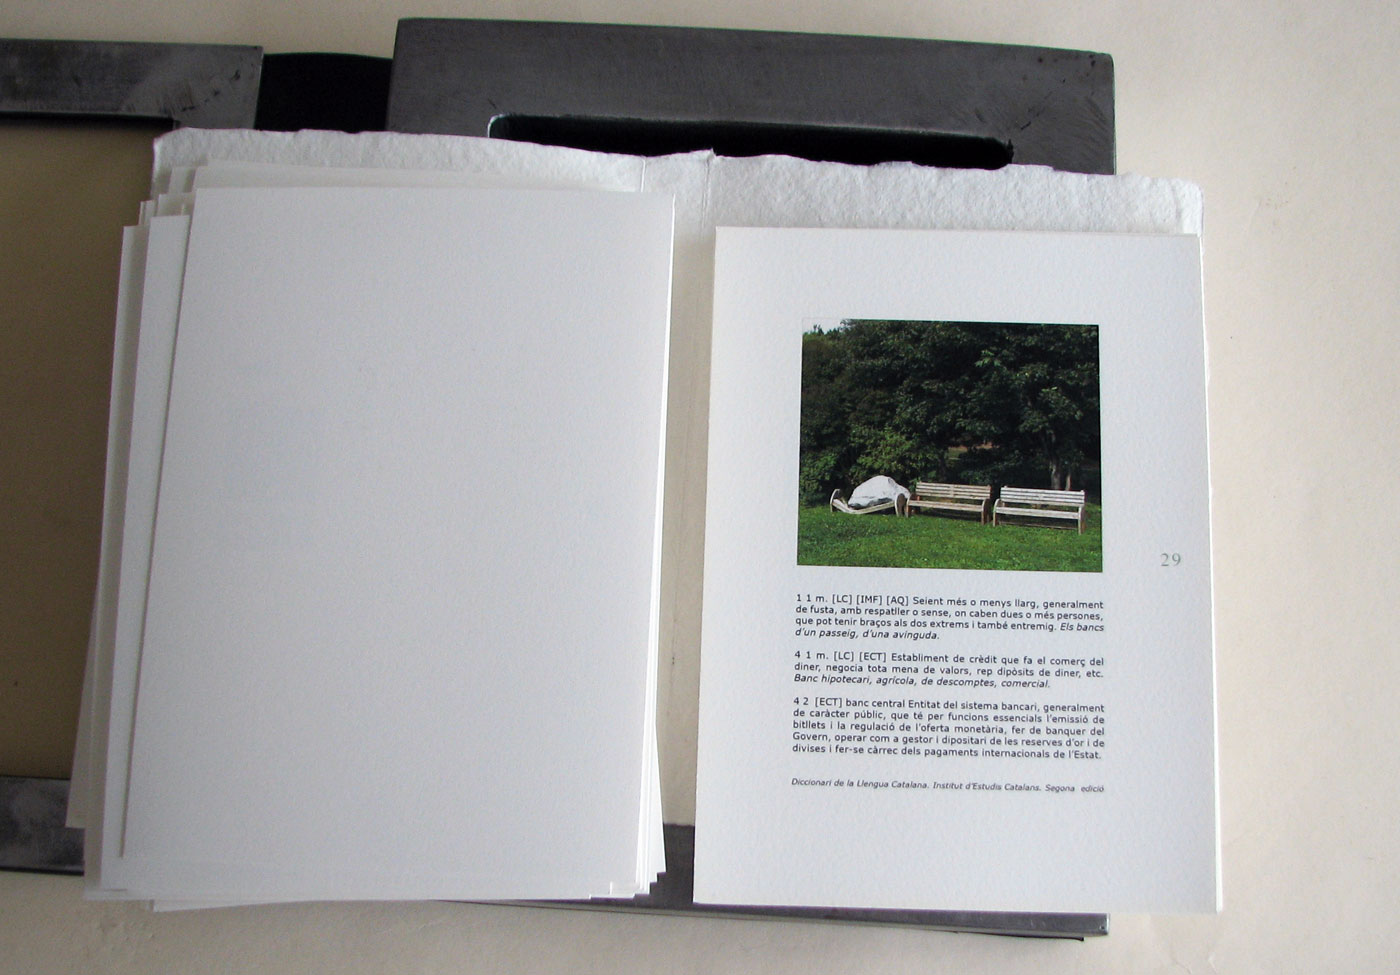 29
1 1 m. [LC] [IMF] [AQ] Seient més o menys llarg, generalment
de fusta, amb respatller o sense, on caben dues o més persones,
que pot tenir braços als dos extrems i també entremig. Els bancs
d'un passeig, d'una avinguda.
4 1 m. [LC] [ECT] Establiment de crèdit que fa el comerç del
diner, negocia tota mena de valors, rep dipòsits de diner, etc.
Banc hipotecari, agrícola, de descomptes, comercial.
4 2 [ECT] banc central Entitat del sistema bancari, generalment
de caràcter públic, que té per funcions essencials l'emissió de
bitllets i la regulació de l'oferta monetària, fer de banquer del
Govern, operar com a gestor i dipositari de les reserves d'or i de
divises i fer-se càrrec dels pagaments internacionals de l'Estat.
Diccionari de la Llengua Catalana. Institut d'Estudis Catalans. Segona edició